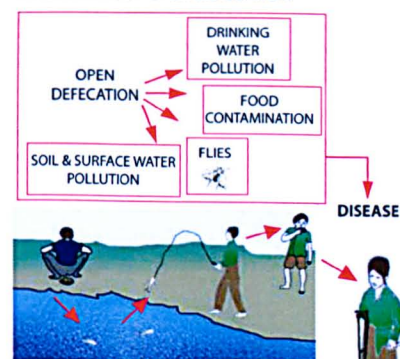 DRINKING
WATER
POLLUTION
OPEN
DEFECATION
FOOD
CONTAMINATION
SOIL & SURFACE WATER
POLLUTION
FLIES
DISEASE